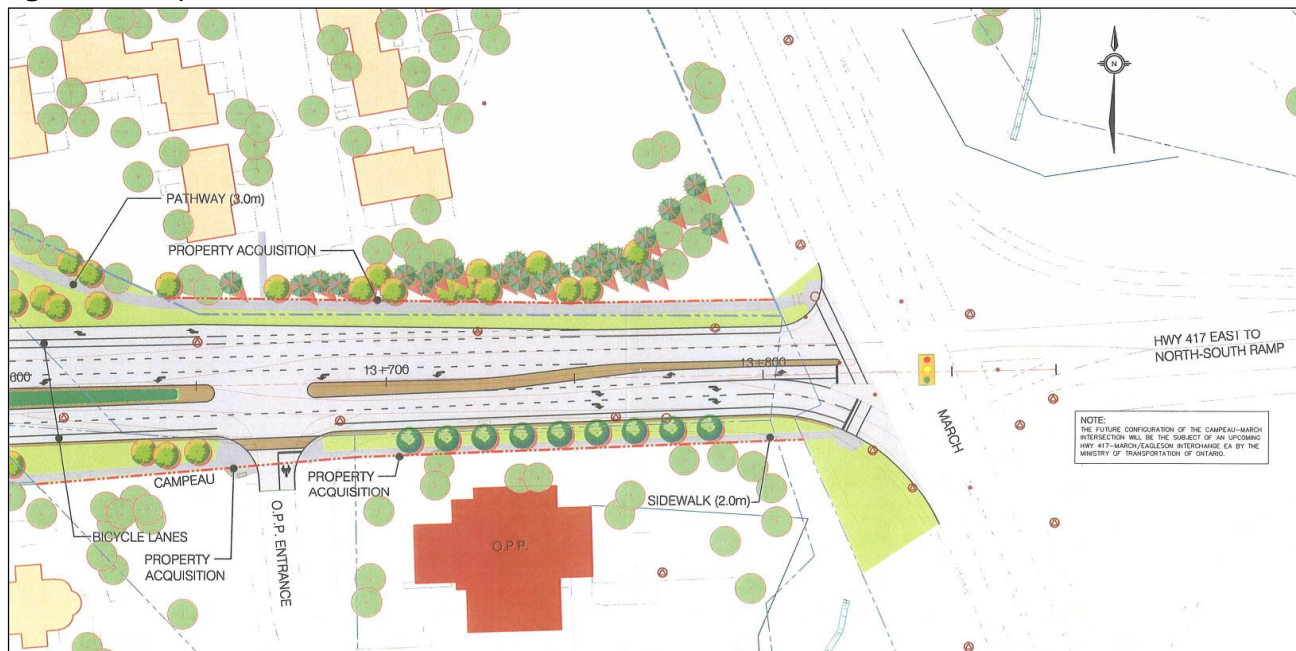 N
PATHWAY (3.0m)
PROPERTY ACQUISITION
HWY 417 EAST TO
NORTH-SOUTH RAMP
600
13+700
13+800
MARCH
NOTE:
THE FUTURE CONFIGURATION OF THE CAMPEAU-MARCH
INTERSECTION WILL BE THE SUBJECT OF AN UPCOMING
HWY 417-MARCH/EAGLESON INTERCHANGE EA BY THE
MINISTRY OF TRANSPORTATION OF ONTARIO.
CAMPEAU
PROPERTY
ACQUISITION
SIDEWALK (2.0m)
BICYCLE LANES
O.P.P. ENTRANCE
O.P.P.
PROPERTY
ACQUISITION